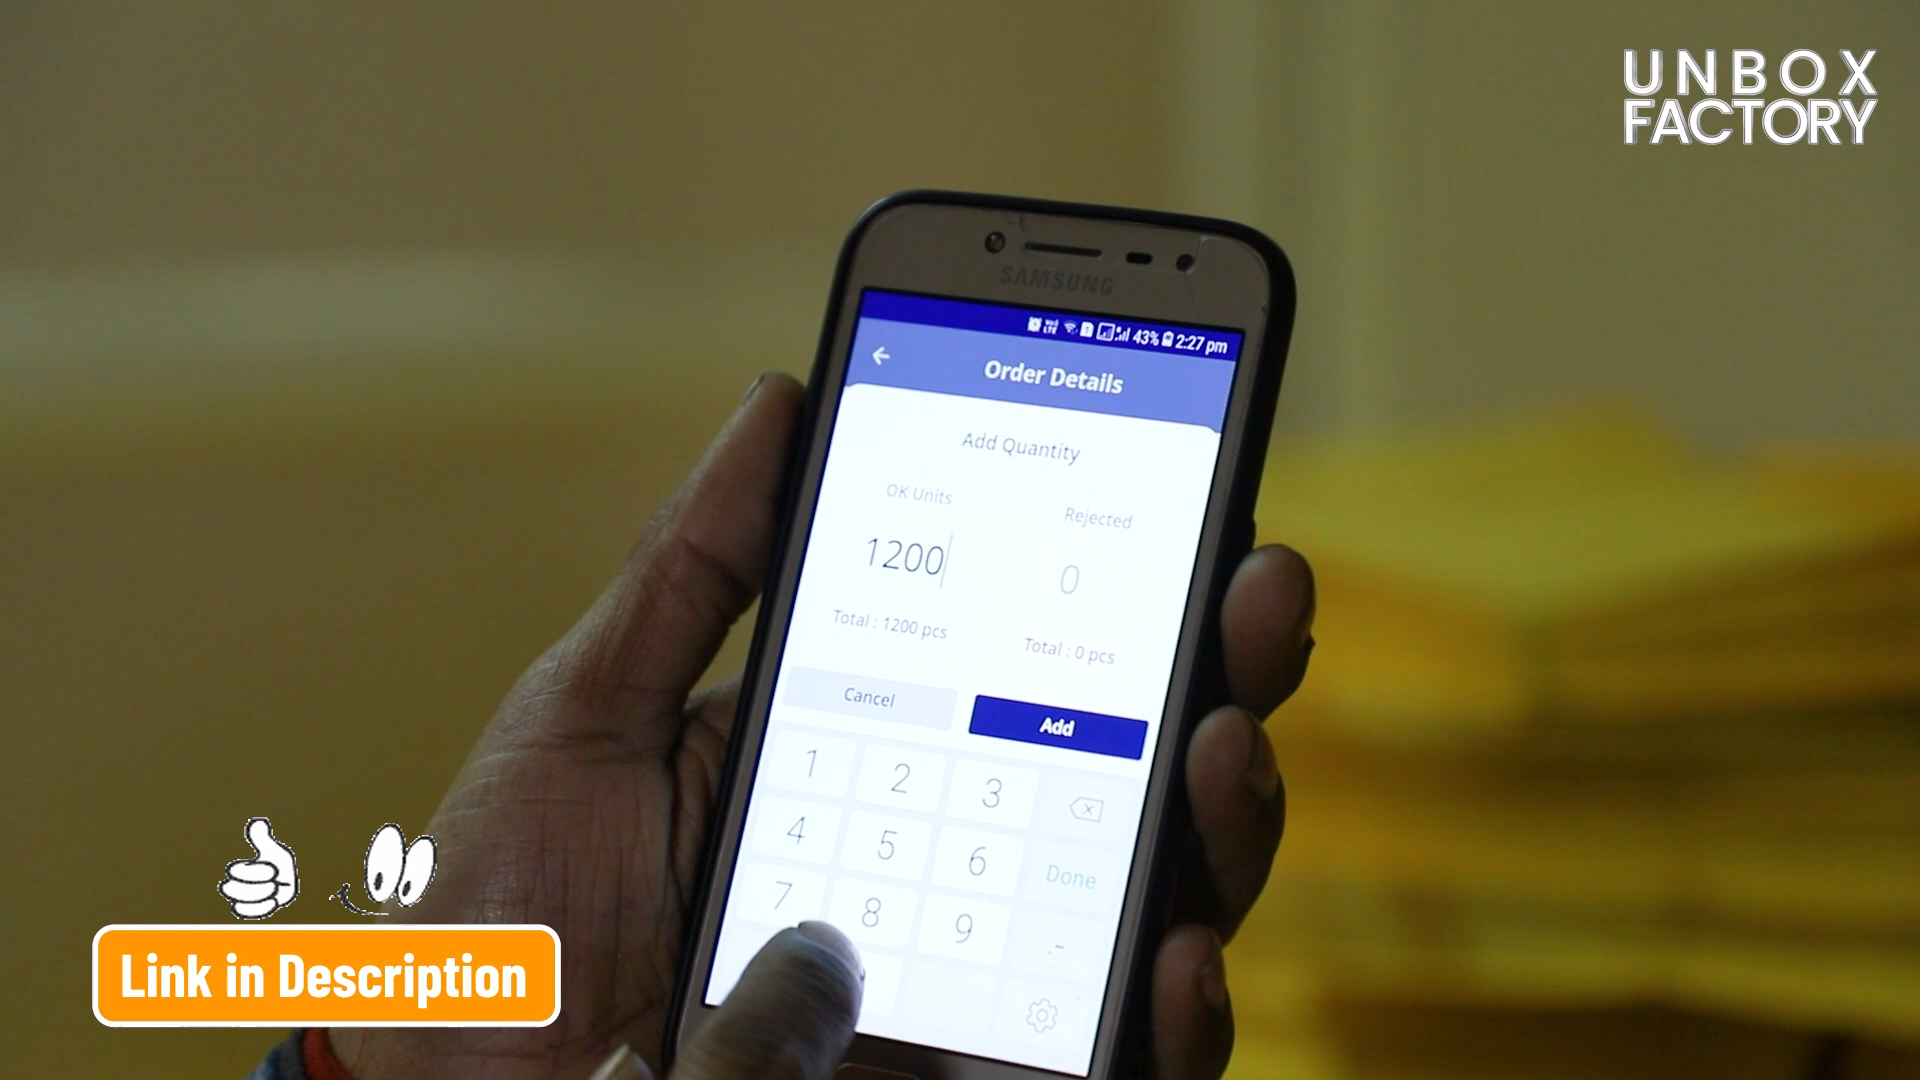 UNBOX
FACTORY
SAMSUNG
43% 2:27 pm
Order Details
Add Quantity
OK Units
Rejected
1200
0
Total : 1200 pcs
Total : 0 pcs
Cancel
Add
1 2 3
4 5 6
Done
7 8 9
.-
Link in Description